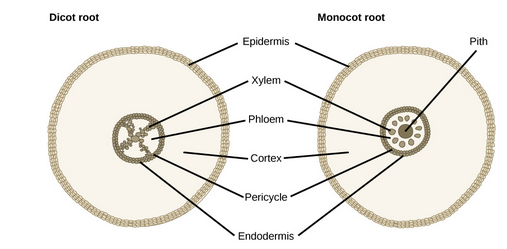 Dicot root
Monocot root
Epidermis
Pith
Xylem
Phloem
Cortex
Pericycle
Endodermis